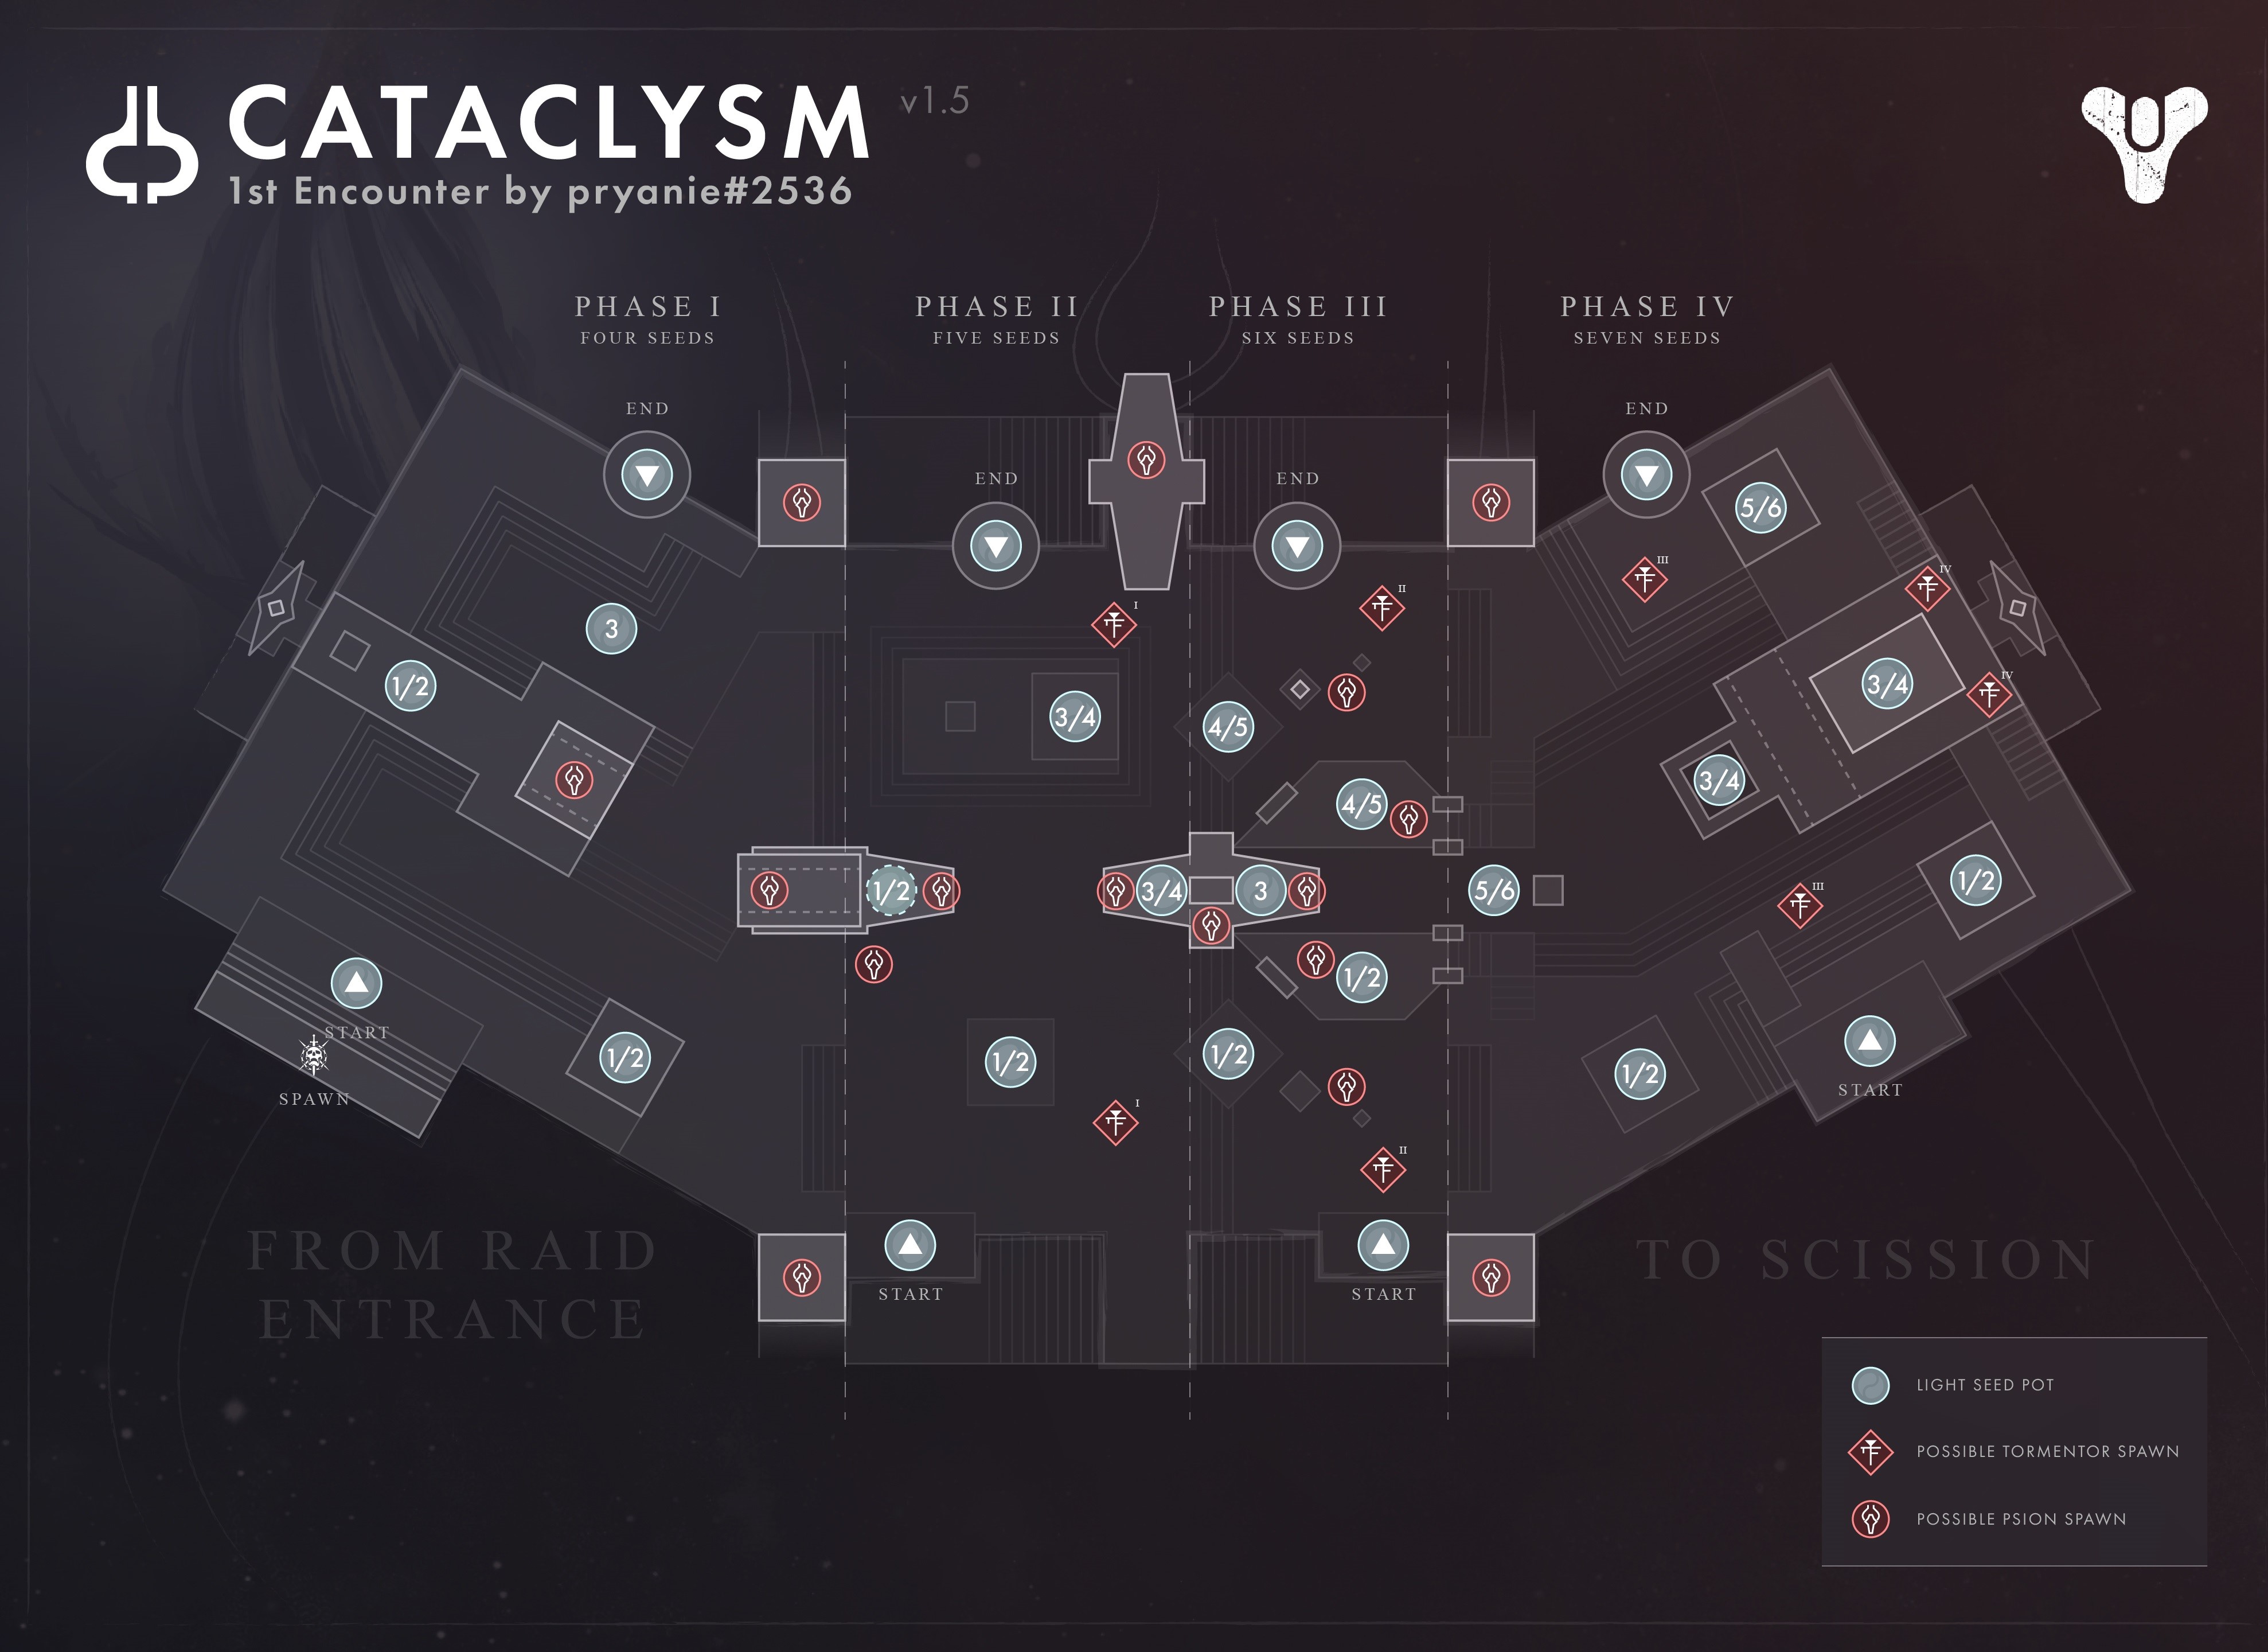 CATACLYSM v1.5
1st Encounter by pryanie#2536
PHASE I
FOUR SEEDS
PHASE II
FIVE SEEDS
PHASE III
SIX SEEDS
PHASE IV
SEVEN SEEDS
END
3
1/2
1/2
START
SPAWN
1/2
END
I
3/4
1/2
I
START
END
II
4/5
4/5
3/4
3
1/2
1/2
II
START
END
5/6
III
IV
3/4
IV
3/4
5/6
1/2
III
1/2
START
FROM RAID
ENTRANCE
TO SCISSION
LIGHT SEED POT
POSSIBLE TORMENTOR SPAWN
POSSIBLE PSION SPAWN